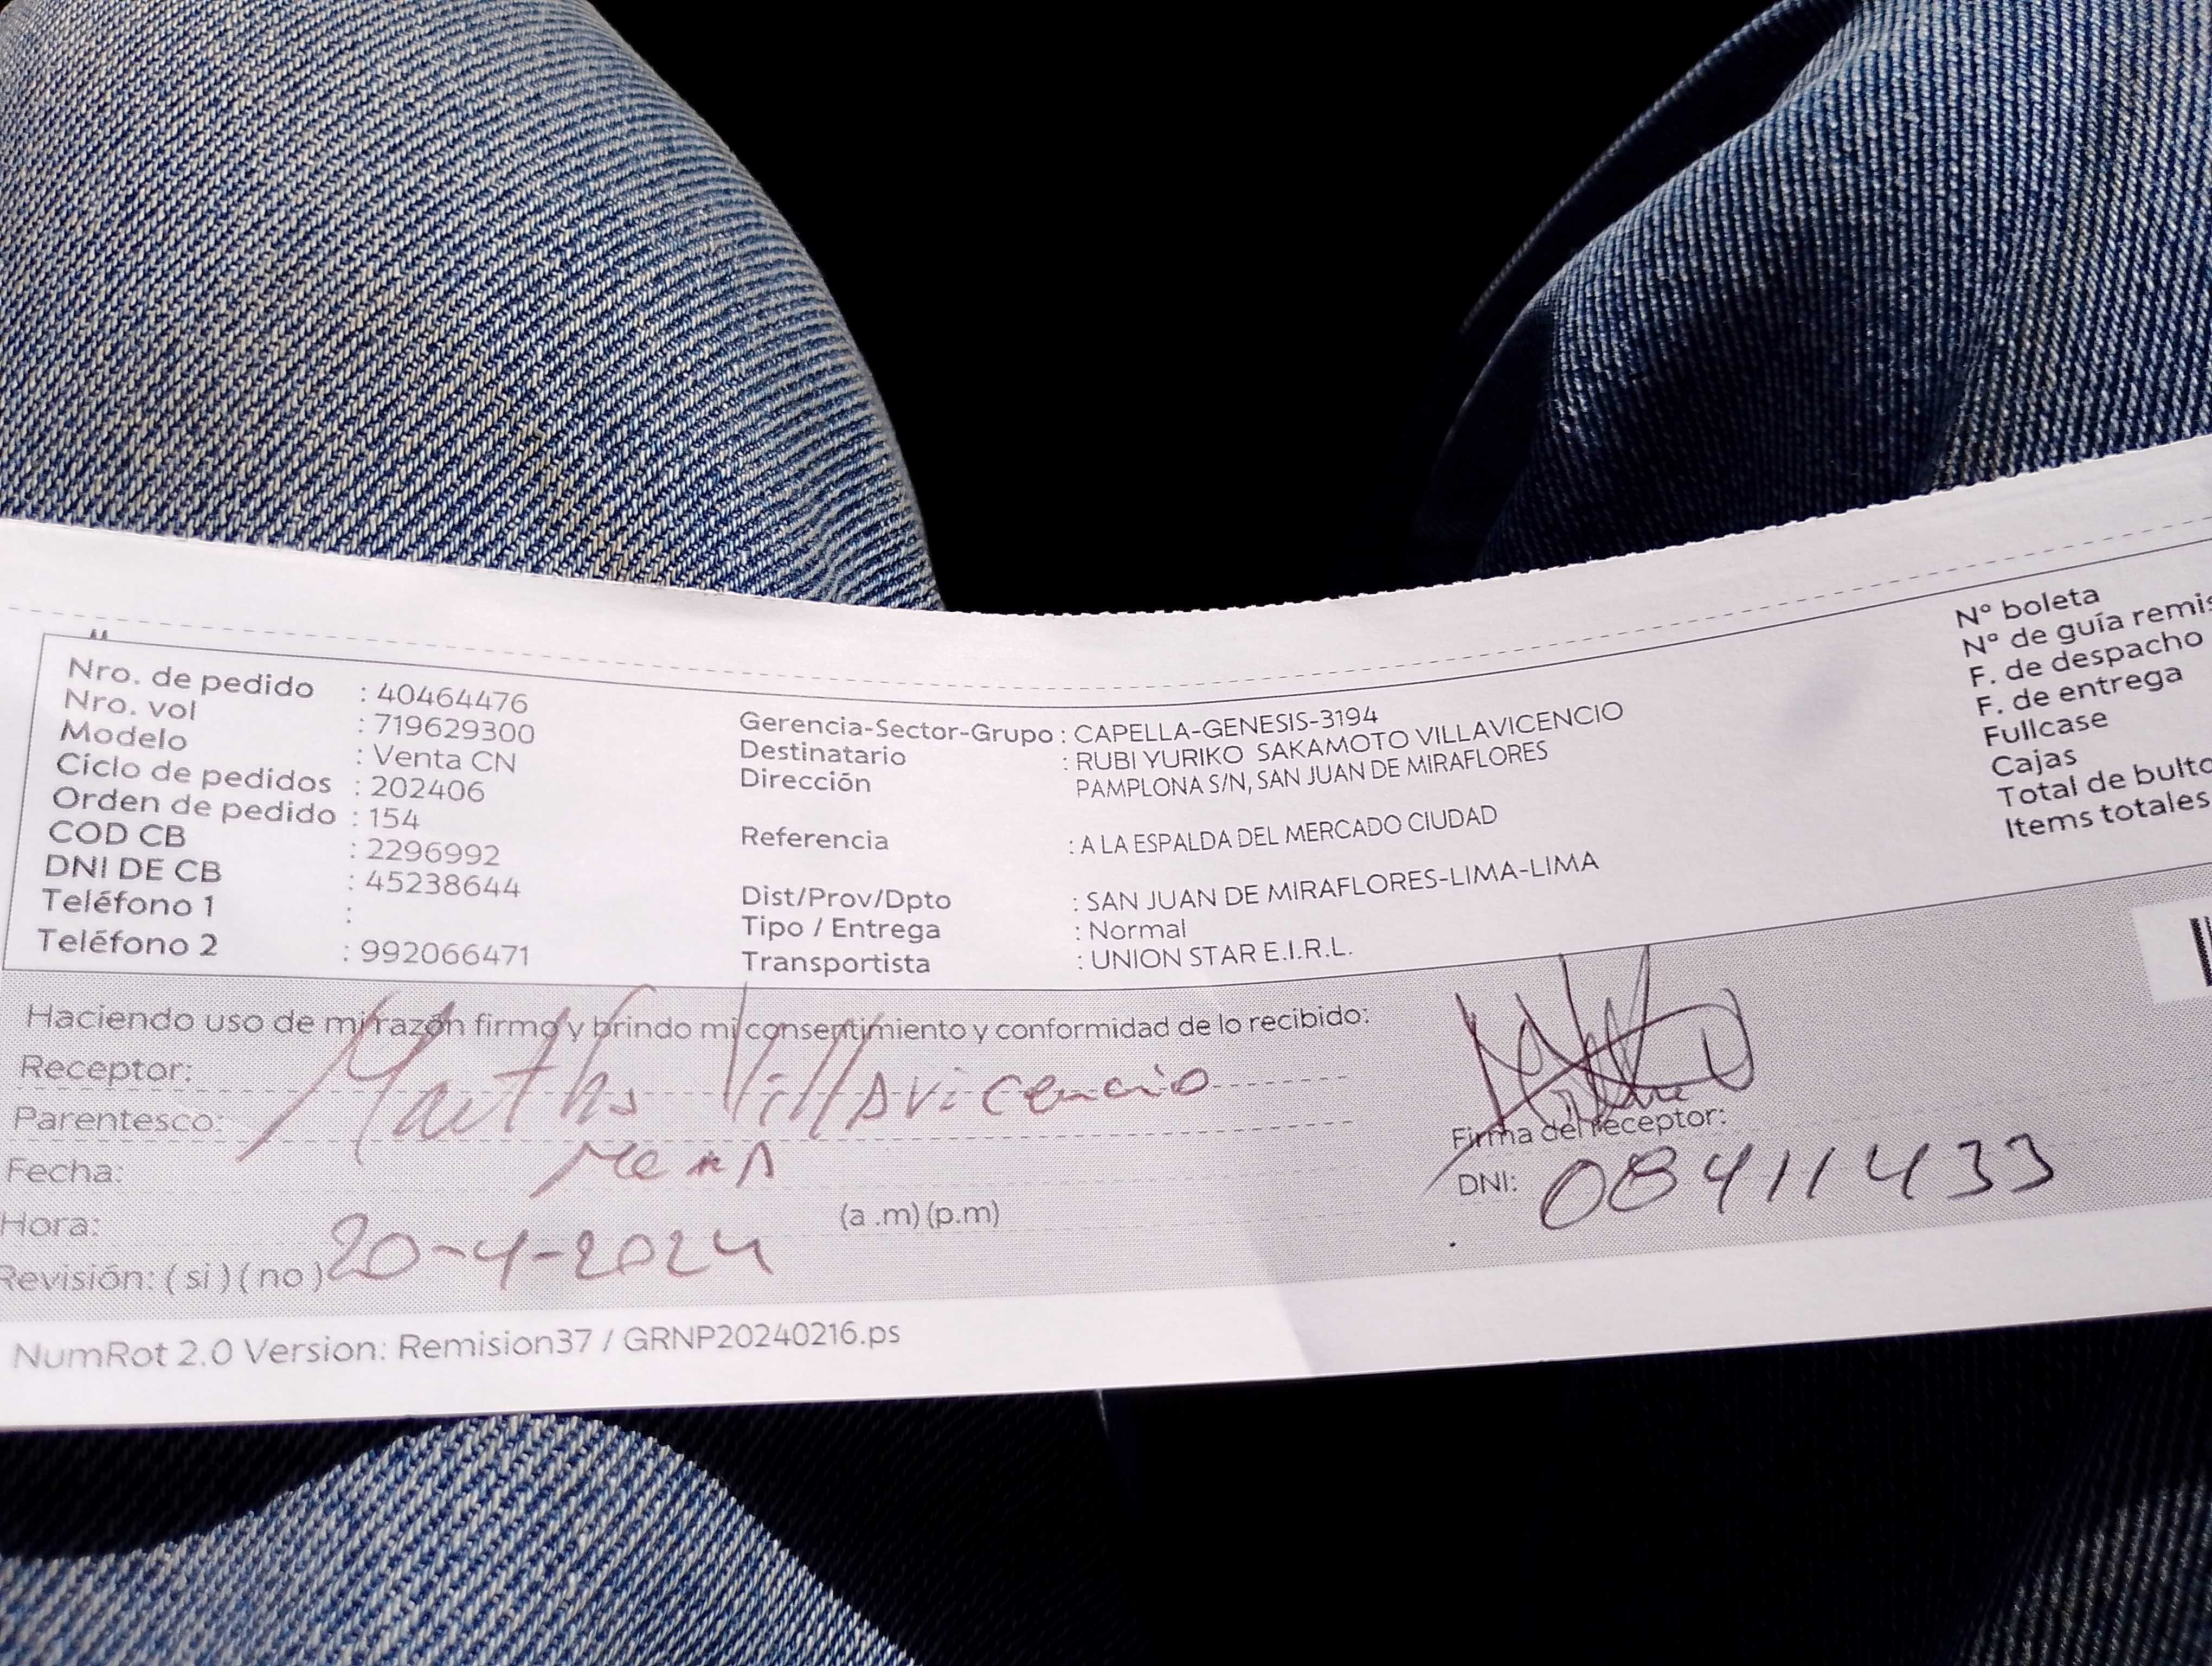 Nro. de pedido : 40464476
Nro. vol : 719629300
Modelo : Venta CN
Ciclo de pedidos : 202406
Orden de pedido : 154
COD CB : 2296992
DNI DE CB : 45238644
Teléfono 1 :
Teléfono 2 : 992066471
Gerencia-Sector-Grupo : CAPELLA-GENESIS-3194
Destinatario : RUBI YURIKO SAKAMOTO VILLAVICENCIO
Dirección PAMPLONA S/N, SAN JUAN DE MIRAFLORES
Referencia : A LA ESPALDA DEL MERCADO CIUDAD
Dist/Prov/Dpto : SAN JUAN DE MIRAFLORES-LIMA-LIMA
Tipo / Entrega : Normal
Transportista : UNION STAR E.I.R.L.
N° boleta
N° de guía remis
F. de despacho
F. de entrega
Fullcase
Cajas
Total de bulto
Items totales
Haciendo uso de mi razón firmo y brindo mi consentimiento y conformidad de lo recibido:
Receptor: Martha Villavicencio
Parentesco:
Fecha:
Hora: (a .m) (p.m)
20-4-2024
Revisión: ( si ) ( no )
Firma del receptor:
DNI: 08411433
NumRot 2.0 Version: Remision37 / GRNP20240216.ps